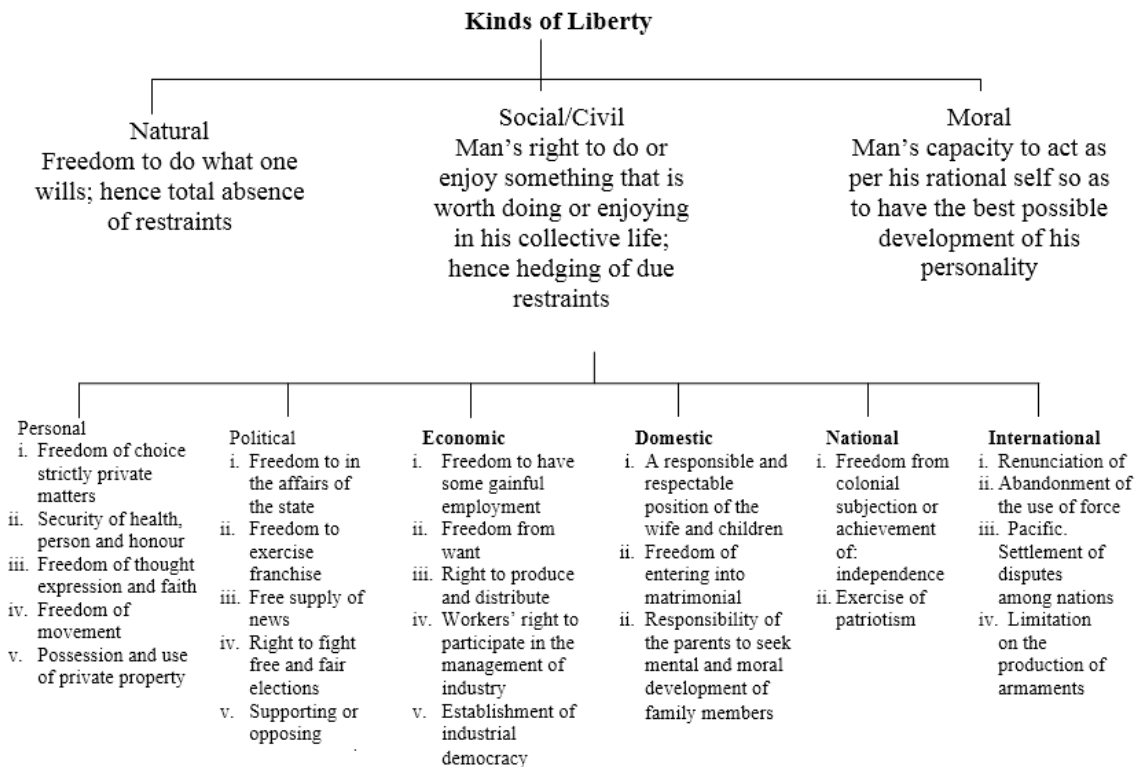 Kinds of Liberty
Natural
Freedom to do what one
wills; hence total absence
of restraints
Social/Civil
Man's right to do or
enjoy something that is
worth doing or enjoying
in his collective life;
hence hedging of due
restraints
Moral
Man's capacity to act as
per his rational self so as
to have the best possible
development of his
personality
Personal
i. Freedom of choice
strictly private
matters
ii. Security of health,
person and honour
iii. Freedom of thought
expression and faith
iv. Freedom of
movement
v. Possession and use
of private property
Political
i. Freedom to in
the affairs of
the state
ii. Freedom to
exercise
franchise
iii. Free supply of
news
iv. Right to fight
free and fair
elections
v. Supporting or
opposing
Economic
i. Freedom to have
some gainful
employment
ii. Freedom from
want
iii. Right to produce
and distribute
iv. Workers' right to
participate in the
management of
industry
v. Establishment of
industrial
democracy
Domestic
i. A responsible and
respectable
position of the
wife and children
ii. Freedom of
entering into
matrimonial
ii. Responsibility of
the parents to seek
mental and moral
development of
family members
National
i. Freedom from
colonial
subjection or
achievement
of:
independence
ii. Exercise of
patriotism
International
i. Renunciation of
ii. Abandonment of
the use of force
iii. Pacific.
Settlement of
disputes
among nations
iv. Limitation
on the
production of
armaments